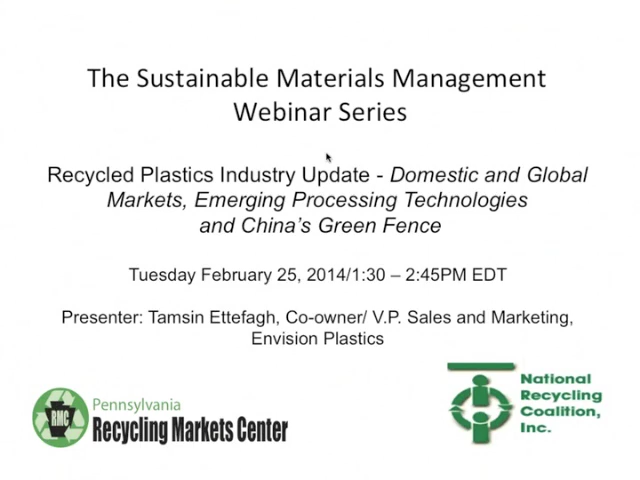 The Sustainable Materials Management
Webinar Series
Recycled Plastics Industry Update - Domestic and Global
Markets, Emerging Processing Technologies
and China's Green Fence
Tuesday February 25, 2014/1:30 – 2:45PM EDT
Presenter: Tamsin Ettefagh, Co-owner/ V.P. Sales and Marketing,
Envision Plastics
RMC
Pennsylvania
Recycling Markets Center
National
Recycling
Coalition,
Inc.